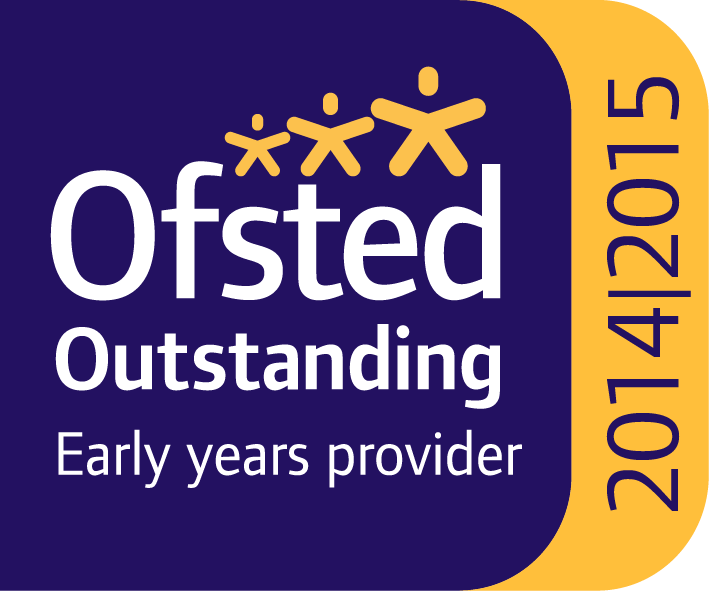 Ofsted
Outstanding
Early years provider
2014|2015